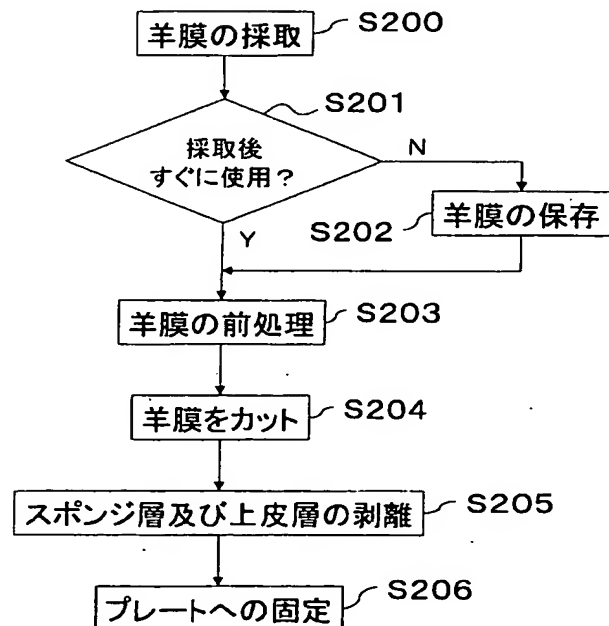 羊膜の採取 S200
S201
採取後
すぐに使用？
N
羊膜の保存
S202
Y
羊膜の前処理 S203
羊膜をカット S204
スポンジ層及び上皮層の剥離 S205
プレートへの固定 S206